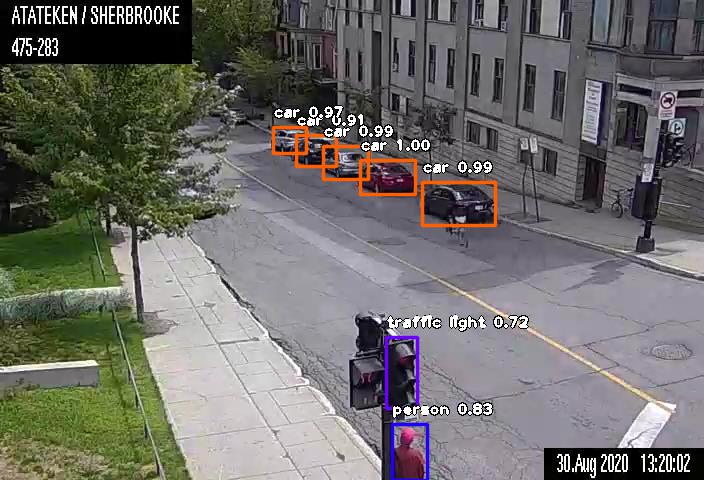 ATATEKEN / SHERBROOKE
475-283
car 0.97
car 0.91
car 0.99
car 1.00
car 0.99
traffic light 0.72
person 0.83
30.Aug 2020 13:20:02